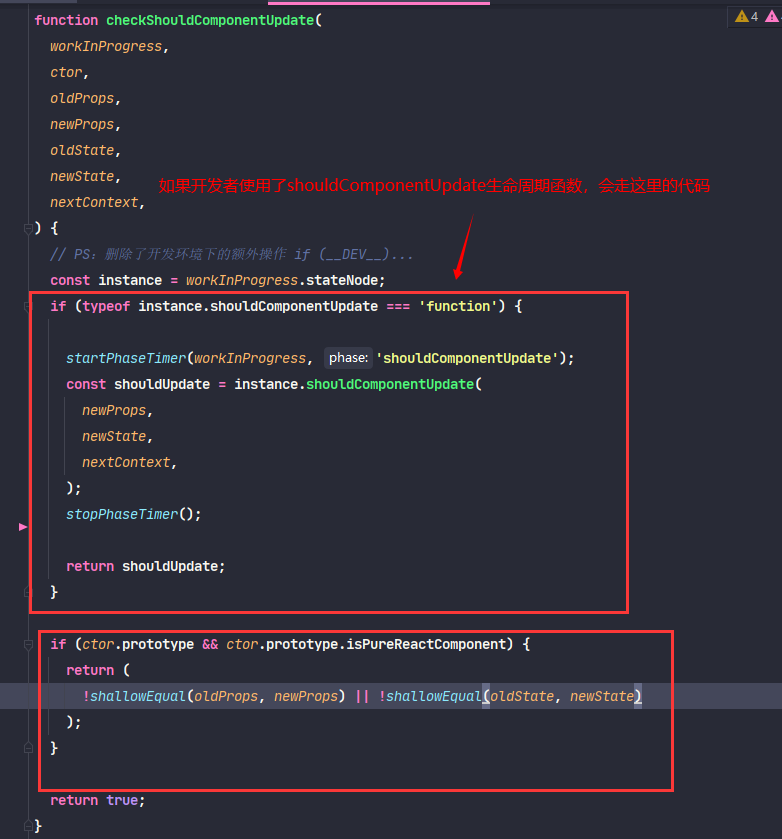 4
function checkShouldComponentUpdate(
workInProgress,
ctor,
oldProps,
newProps,
oldState,
newState,
如果开发者使用了shouldComponentUpdate生命周期函数，会走这里的代码
nextContext,
) {
// PS：删除了开发环境下的额外操作 if (__DEV__)...
const instance = workInProgress.stateNode;
if (typeof instance.shouldComponentUpdate === 'function') {
startPhaseTimer(workInProgress, phase: 'shouldComponentUpdate');
const shouldUpdate = instance.shouldComponentUpdate(
newProps,
newState,
nextContext,
);
stopPhaseTimer();
return shouldUpdate;
}
if (ctor.prototype && ctor.prototype.isPureReactComponent) {
return (
!shallowEqual(oldProps, newProps) || !shallowEqual(oldState, newState)
);
}
return true;
}